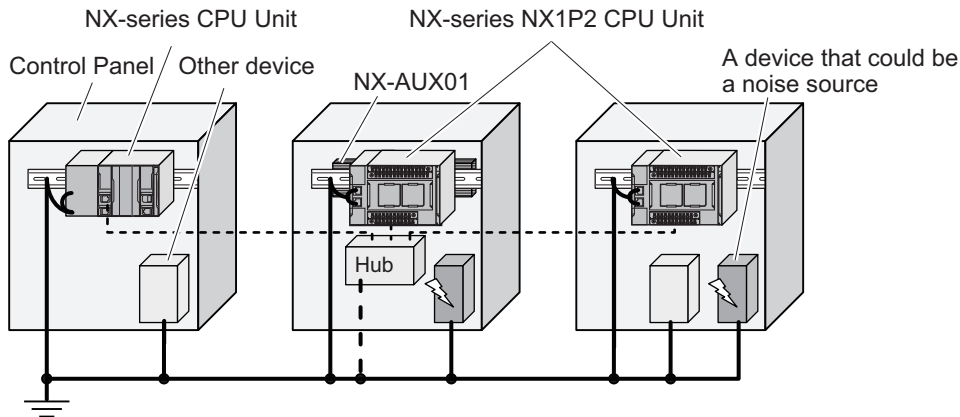 NX-series CPU Unit
NX-series NX1P2 CPU Unit
Control Panel
Other device
NX-AUX01
A device that could be
a noise source
Hub